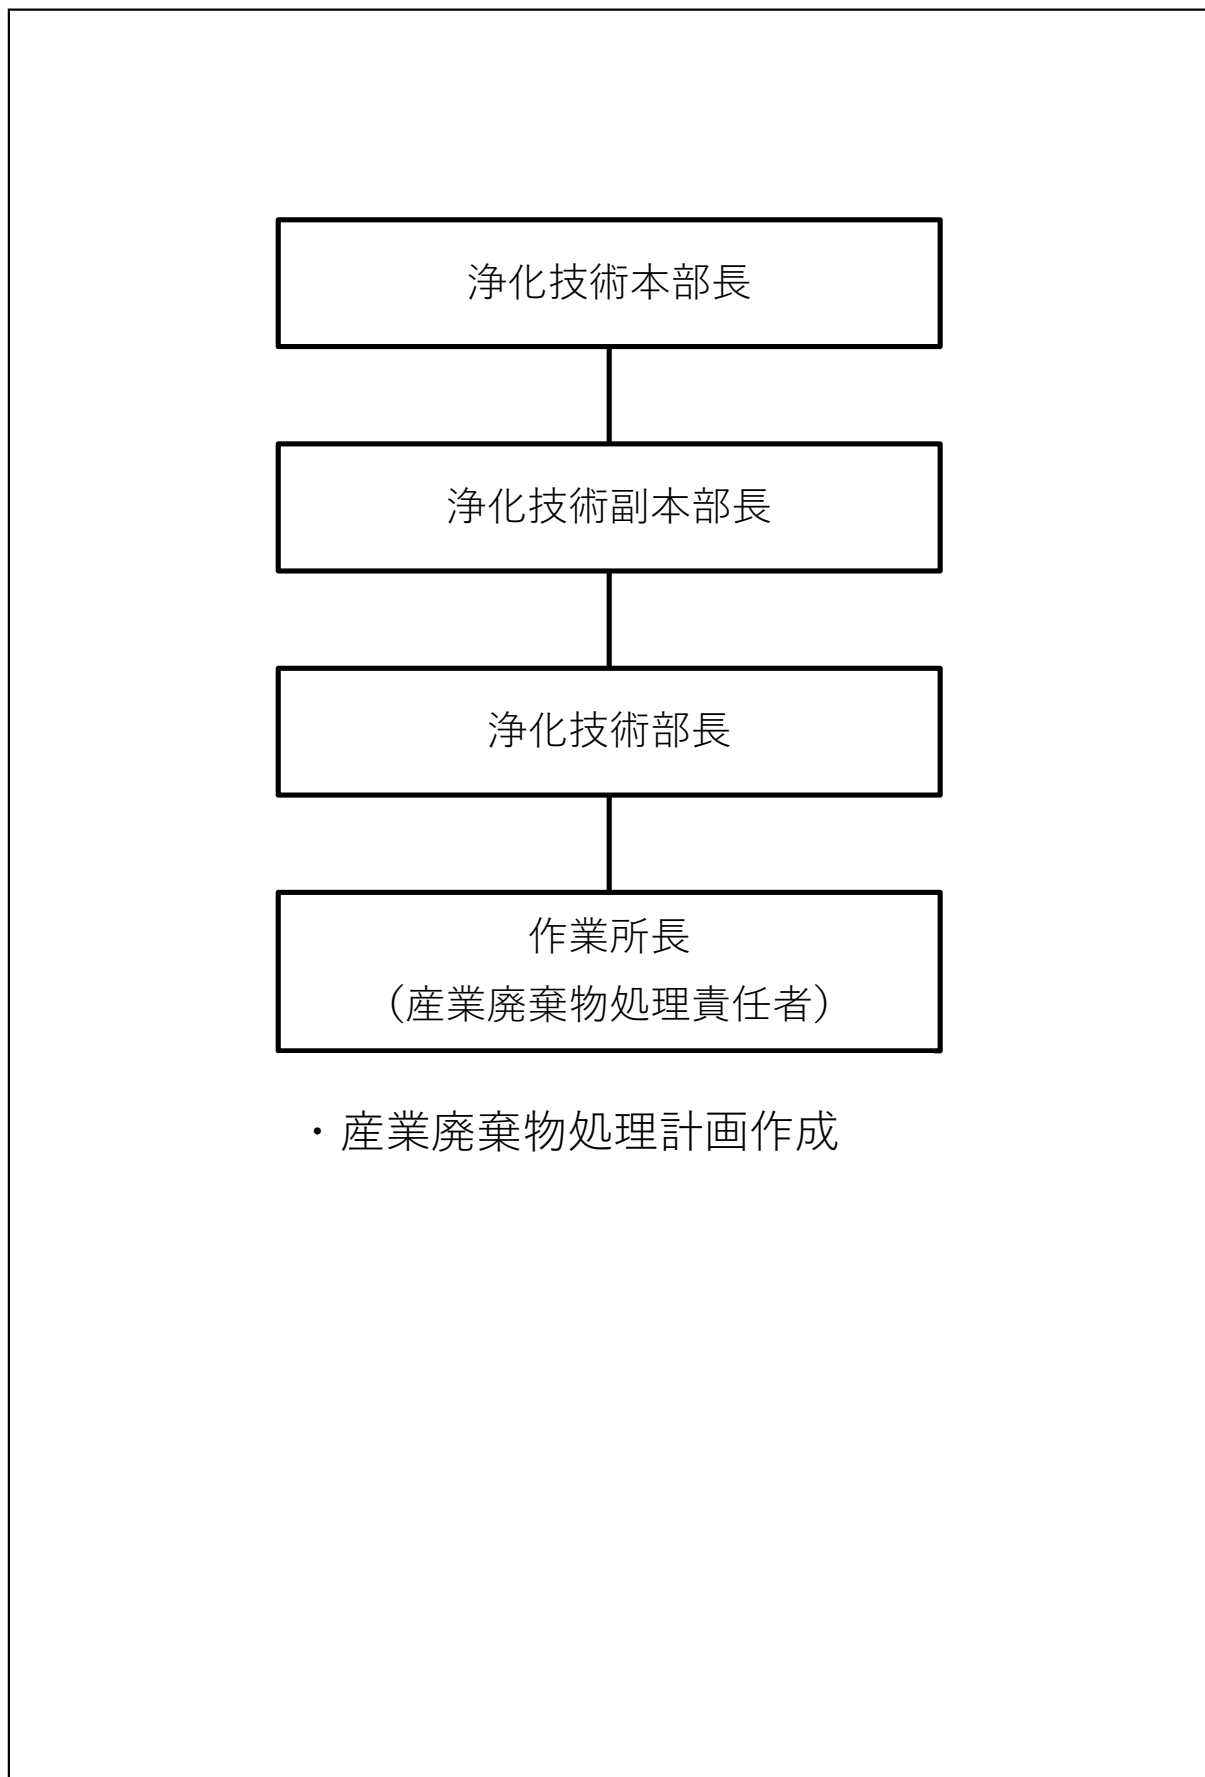 浄化技術本部長
浄化技術副本部長
浄化技術部長
作業所長
（産業廃棄物処理責任者）
・産業廃棄物処理計画作成